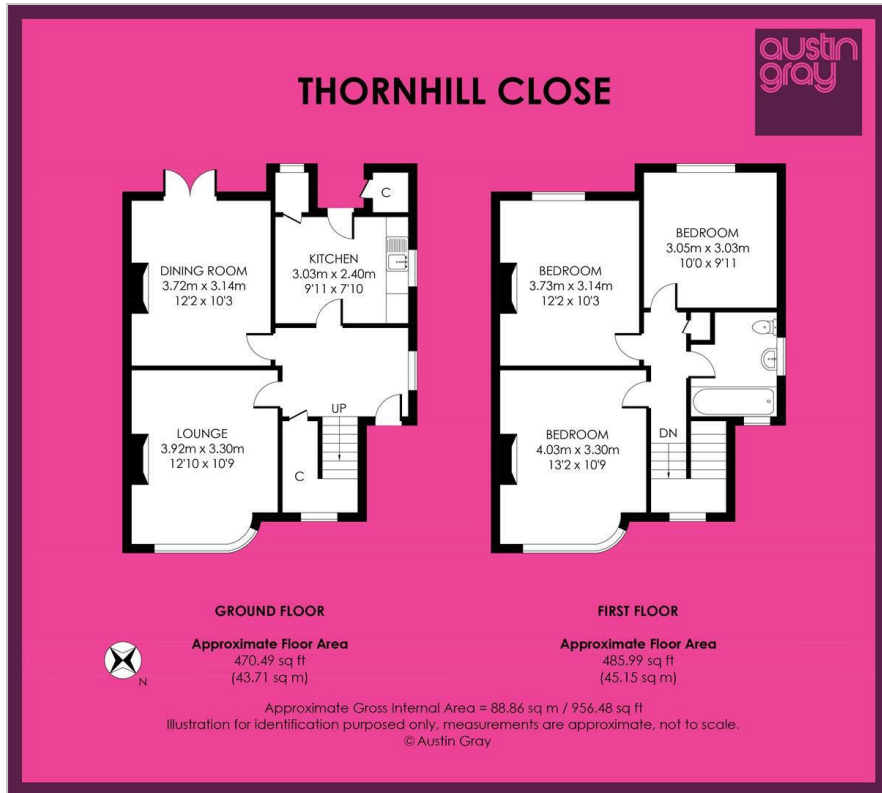 austin
gray
THORNHILL CLOSE
C
DINING ROOM
3.72m x 3.14m
12'2 x 10'3
KITCHEN
3.03m x 2.40m
9'11 x 7'10
UP
LOUNGE
3.92m x 3.30m
12'10 x 10'9
C
BEDROOM
3.05m x 3.03m
10'0 x 9'11
BEDROOM
3.73m x 3.14m
12'2 x 10'3
BEDROOM
4.03m x 3.30m
13'2 x 10'9
DN
GROUND FLOOR
Approximate Floor Area
470.49 sq ft
(43.71 sq m)
FIRST FLOOR
Approximate Floor Area
485.99 sq ft
(45.15 sq m)
N
Approximate Gross Internal Area = 88.86 sq m / 956.48 sq ft
Illustration for identification purposed only, measurements are approximate, not to scale.
© Austin Gray